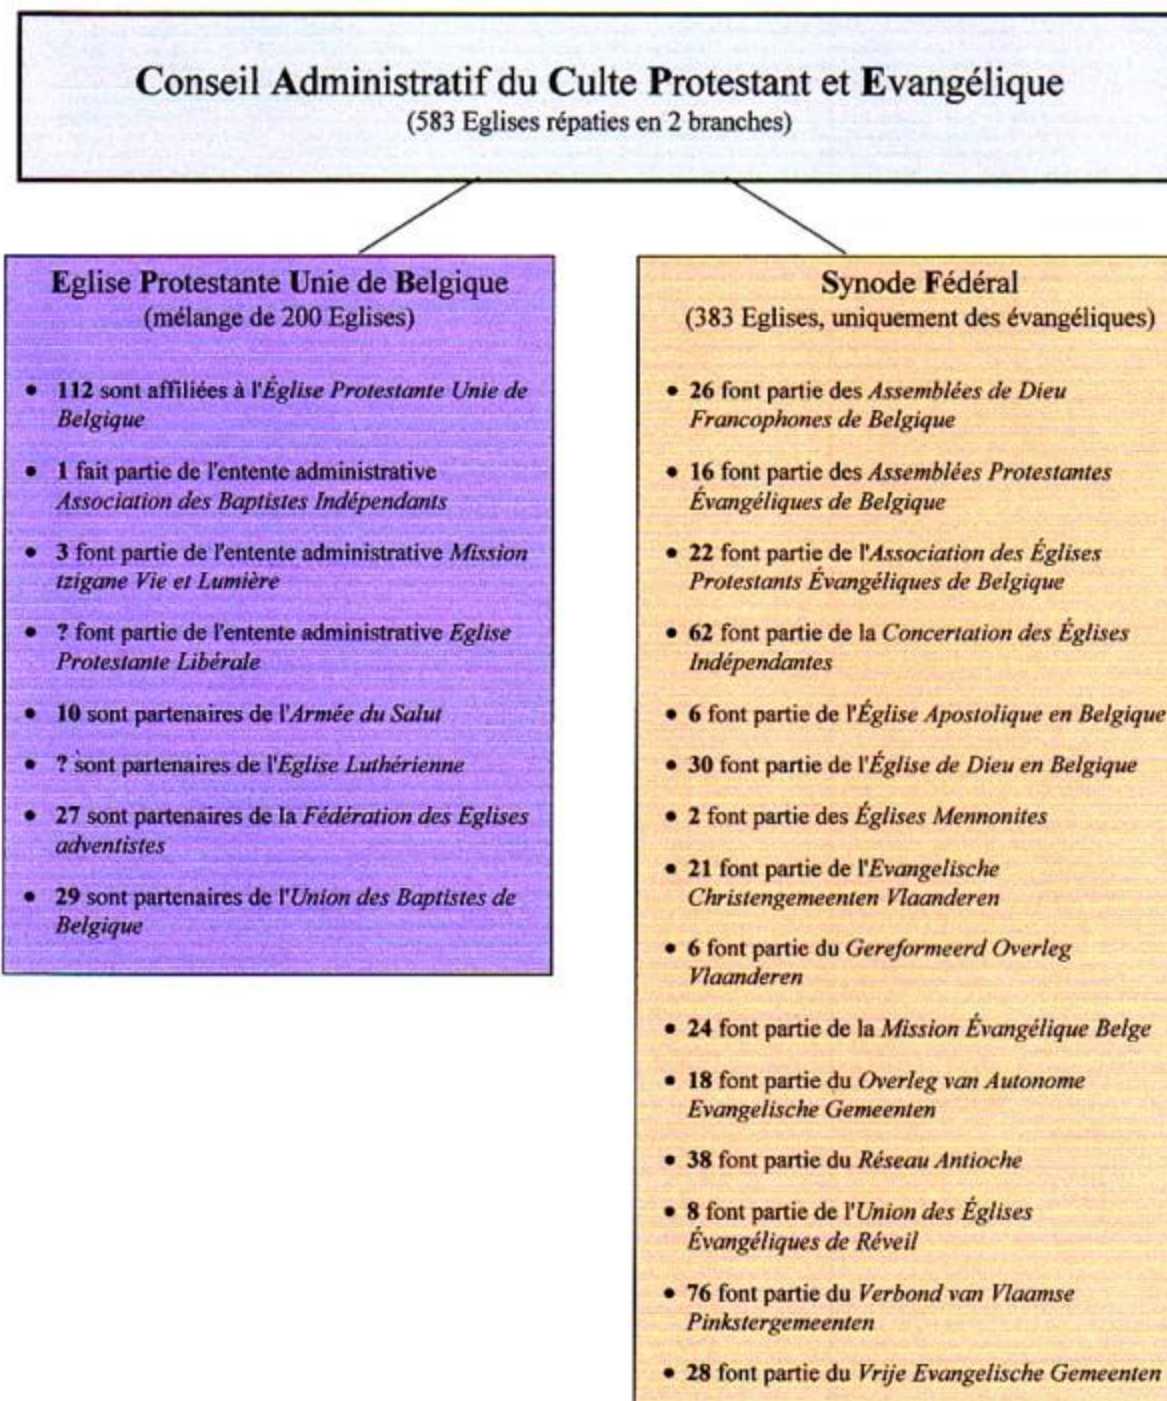 Conseil Administratif du Culte Protestant et Evangélique
(583 Eglises répaties en 2 branches)
Eglise Protestante Unie de Belgique
(mélange de 200 Eglises)
• 112 sont affiliées à l'Église Protestante Unie de
Belgique
• 1 fait partie de l'entente administrative
Association des Baptistes Indépendants
• 3 font partie de l'entente administrative Mission
tzigane Vie et Lumière
• ? font partie de l'entente administrative Eglise
Protestante Libérale
• 10 sont partenaires de l'Armée du Salut
• ? sont partenaires de l'Eglise Luthérienne
• 27 sont partenaires de la Fédération des Eglises
adventistes
• 29 sont partenaires de l'Union des Baptistes de
Belgique
Synode Fédéral
(383 Eglises, uniquement des évangéliques)
• 26 font partie des Assemblées de Dieu
Francophones de Belgique
• 16 font partie des Assemblées Protestantes
Évangéliques de Belgique
• 22 font partie de l'Association des Églises
Protestants Évangéliques de Belgique
• 62 font partie de la Concertation des Églises
Indépendantes
• 6 font partie de l'Église Apostolique en Belgique
• 30 font partie de l'Église de Dieu en Belgique
• 2 font partie des Églises Mennonites
• 21 font partie de l'Evangelische
Christengemeenten Vlaanderen
• 6 font partie du Gereformeerd Overleg
Vlaanderen
• 24 font partie de la Mission Évangélique Belge
• 18 font partie du Overleg van Autonome
Evangelische Gemeenten
• 38 font partie du Réseau Antioche
• 8 font partie de l'Union des Églises
Évangéliques de Réveil
• 76 font partie du Verbond van Vlaamse
Pinkstergemeenten
• 28 font partie du Vrije Evangelische Gemeenten